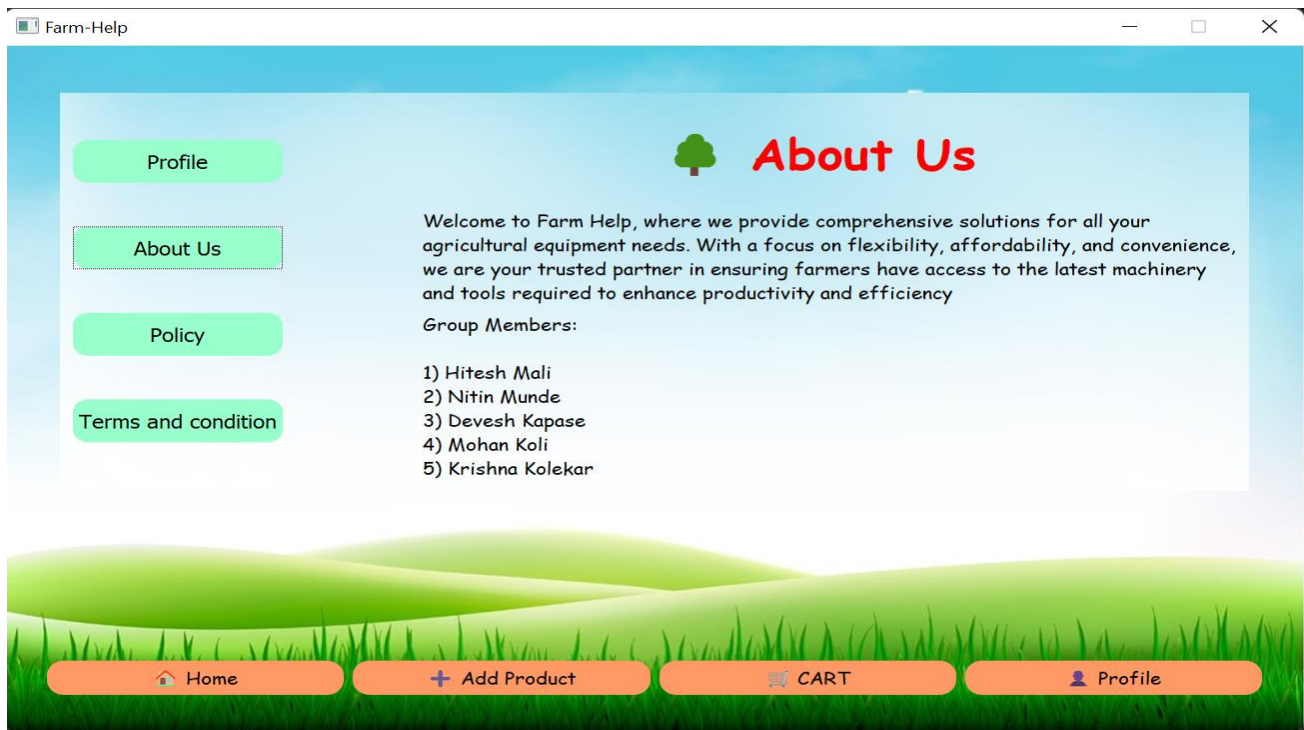 Farm-Help
Profile
About Us
Policy
Terms and condition
About Us
Welcome to Farm Help, where we provide comprehensive solutions for all your
agricultural equipment needs. With a focus on flexibility, affordability, and convenience,
we are your trusted partner in ensuring farmers have access to the latest machinery
and tools required to enhance productivity and efficiency
Group Members:
1) Hitesh Mali
2) Nitin Munde
3) Devesh Kapase
4) Mohan Koli
5) Krishna Kolekar
Home
Add Product
CART
Profile